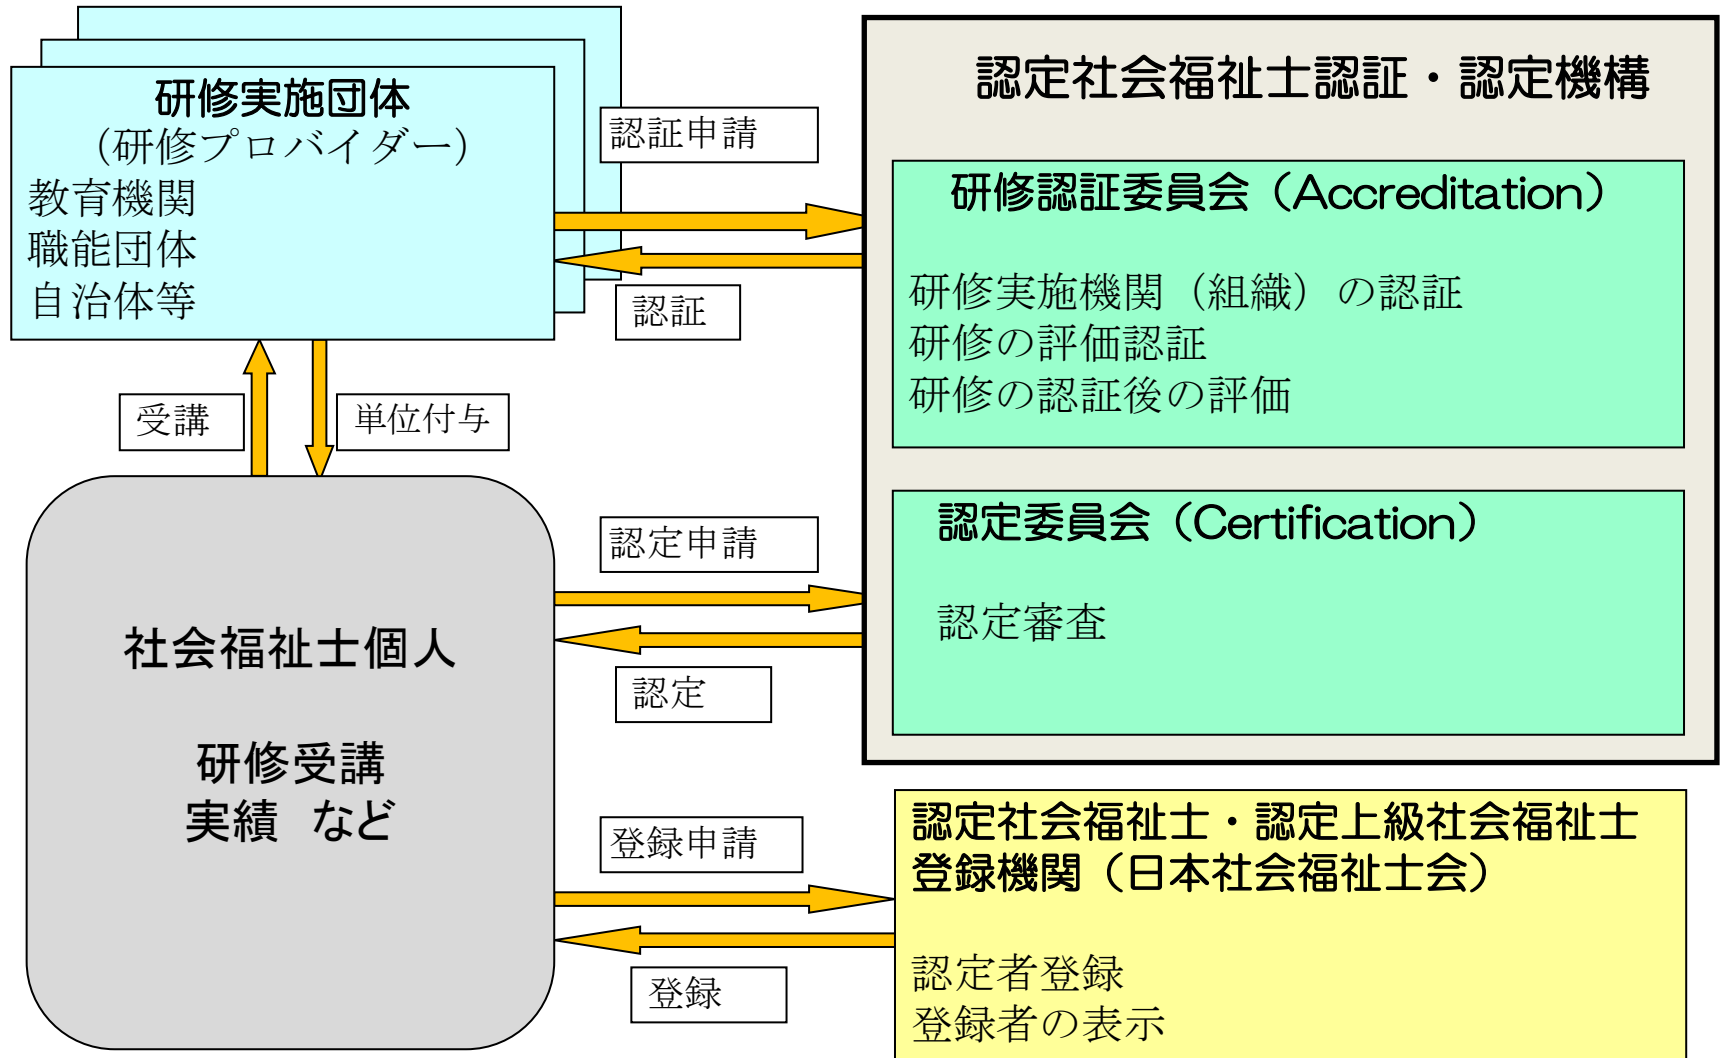 研修実施団体
（研修プロバイダー）
教育機関
職能団体
自治体等
認証申請
認証
認定社会福祉士認証・認定機構
研修認証委員会（Accreditation）
研修実施機関（組織）の認証
研修の評価認証
研修の認証後の評価
受講
単位付与
認定委員会（Certification）
認定審査
認定申請
認定
社会福祉士個人
研修受講
実績　など
登録申請
登録
認定社会福祉士・認定上級社会福祉士
登録機関（日本社会福祉士会）
認定者登録
登録者の表示